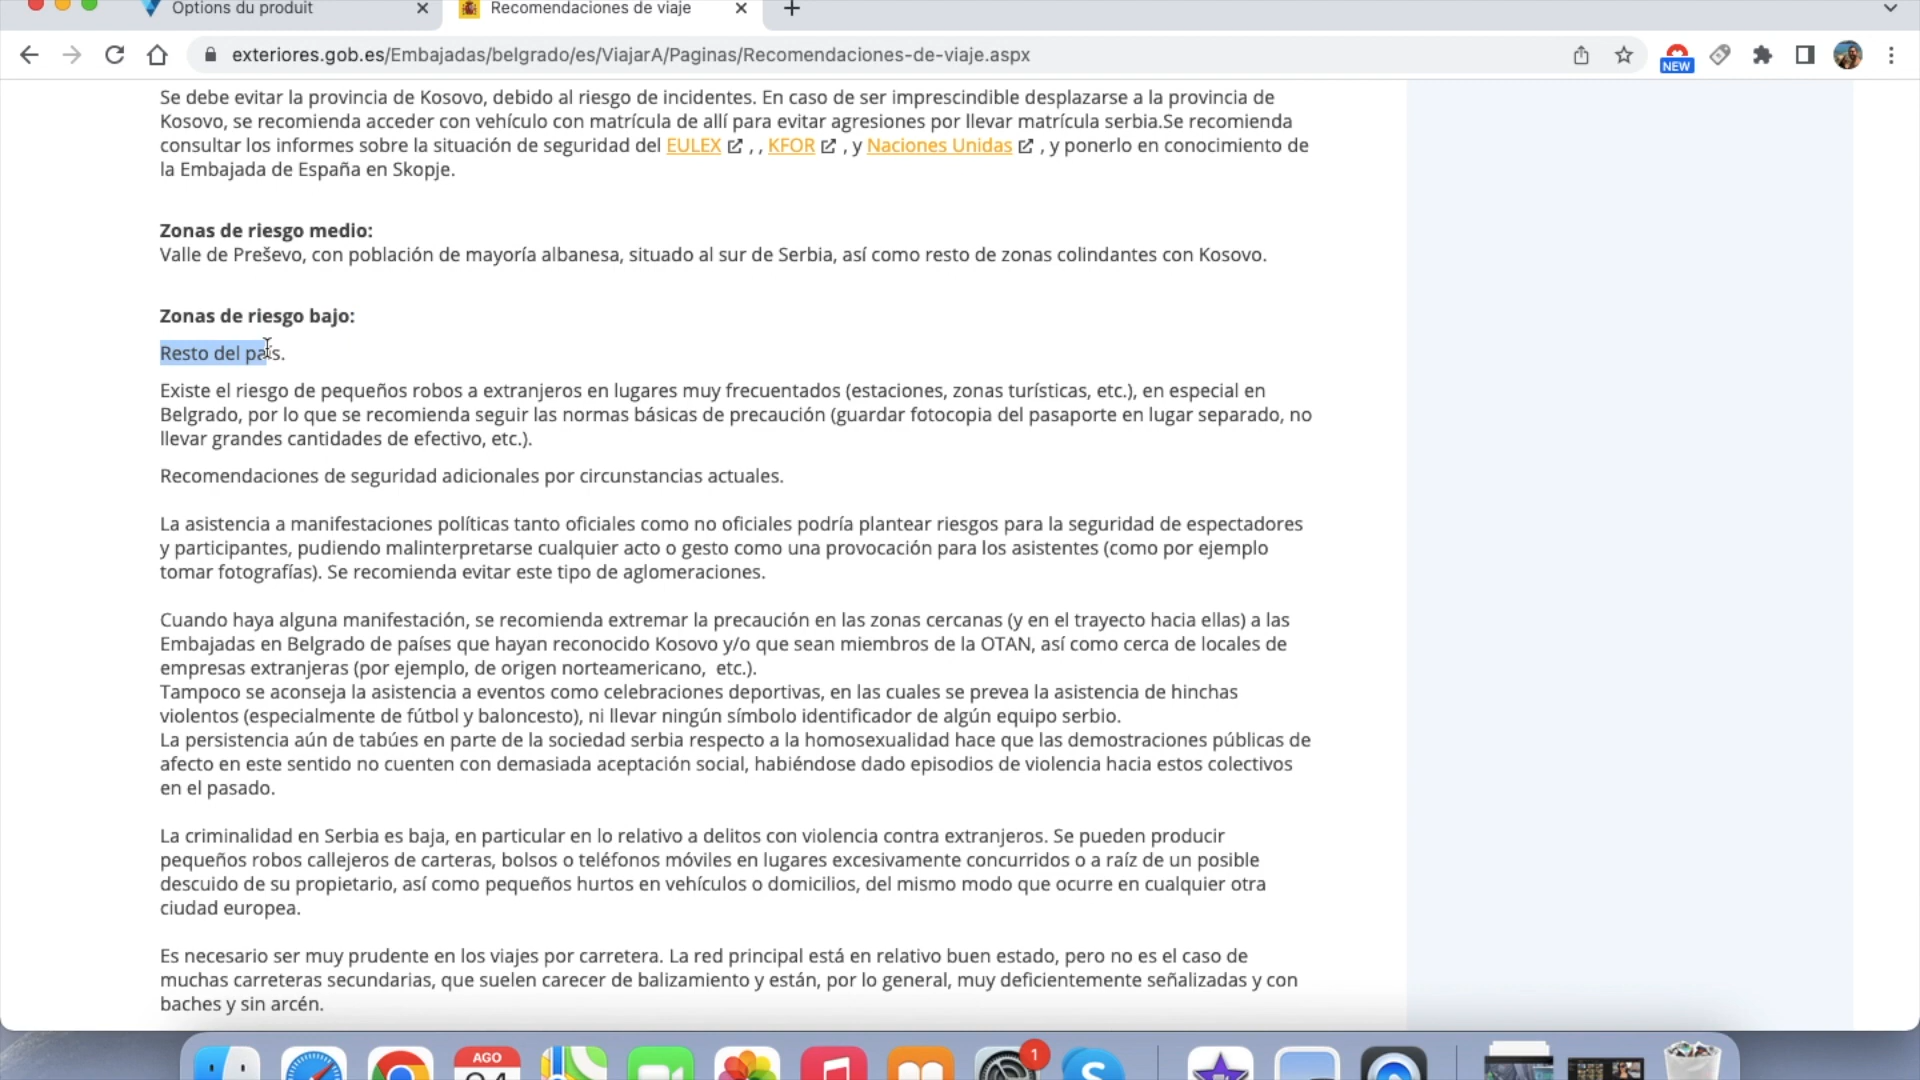 Options du produit
Recomendaciones de viaje
exteriores.gob.es/Embajadas/belgrado/es/ViajarA/Paginas/Recomendaciones-de-viaje.aspx
NEW
Se debe evitar la provincia de Kosovo, debido al riesgo de incidentes. En caso de ser imprescindible desplazarse a la provincia de
Kosovo, se recomienda acceder con vehículo con matrícula de allí para evitar agresiones por llevar matrícula serbia.Se recomienda
consultar los informes sobre la situación de seguridad del EULEX , , KFOR , y Naciones Unidas , y ponerlo en conocimiento de
la Embajada de España en Skopje.
Zonas de riesgo medio:
Valle de Preševo, con población de mayoría albanesa, situado al sur de Serbia, así como resto de zonas colindantes con Kosovo.
Zonas de riesgo bajo:
Resto del país.
Existe el riesgo de pequeños robos a extranjeros en lugares muy frecuentados (estaciones, zonas turísticas, etc.), en especial en
Belgrado, por lo que se recomienda seguir las normas básicas de precaución (guardar fotocopia del pasaporte en lugar separado, no
llevar grandes cantidades de efectivo, etc.).
Recomendaciones de seguridad adicionales por circunstancias actuales.
La asistencia a manifestaciones políticas tanto oficiales como no oficiales podría plantear riesgos para la seguridad de espectadores
y participantes, pudiendo malinterpretarse cualquier acto o gesto como una provocación para los asistentes (como por ejemplo
tomar fotografías). Se recomienda evitar este tipo de aglomeraciones.
Cuando haya alguna manifestación, se recomienda extremar la precaución en las zonas cercanas (y en el trayecto hacia ellas) a las
Embajadas en Belgrado de países que hayan reconocido Kosovo y/o que sean miembros de la OTAN, así como cerca de locales de
empresas extranjeras (por ejemplo, de origen norteamericano,  etc.).
Tampoco se aconseja la asistencia a eventos como celebraciones deportivas, en las cuales se prevea la asistencia de hinchas
violentos (especialmente de fútbol y baloncesto), ni llevar ningún símbolo identificador de algún equipo serbio.
La persistencia aún de tabúes en parte de la sociedad serbia respecto a la homosexualidad hace que las demostraciones públicas de
afecto en este sentido no cuenten con demasiada aceptación social, habiéndose dado episodios de violencia hacia estos colectivos
en el pasado.
La criminalidad en Serbia es baja, en particular en lo relativo a delitos con violencia contra extranjeros. Se pueden producir
pequeños robos callejeros de carteras, bolsos o teléfonos móviles en lugares excesivamente concurridos o a raíz de un posible
descuido de su propietario, así como pequeños hurtos en vehículos o domicilios, del mismo modo que ocurre en cualquier otra
ciudad europea.
Es necesario ser muy prudente en los viajes por carretera. La red principal está en relativo buen estado, pero no es el caso de
muchas carreteras secundarias, que suelen carecer de balizamiento y están, por lo general, muy deficientemente señalizadas y con
baches y sin arcén.
AGO
1
S